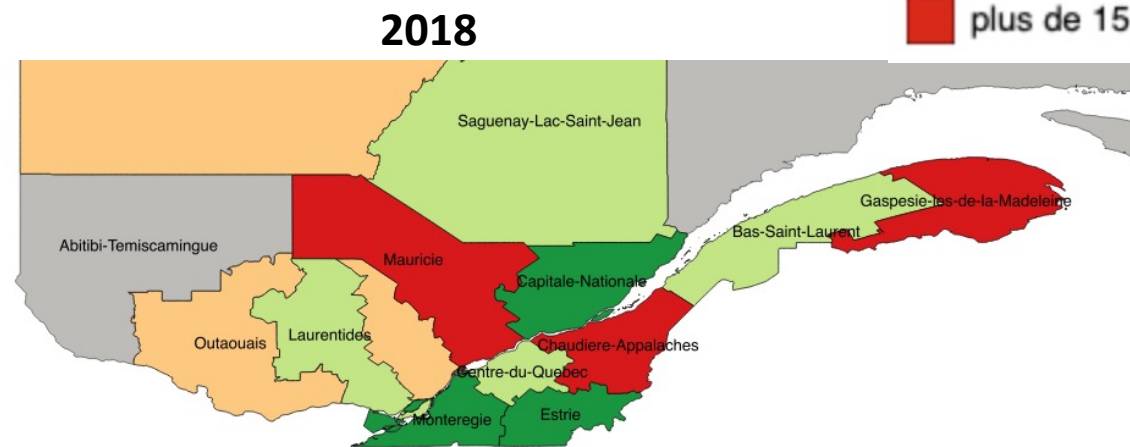 2018
plus de 15
Saguenay-Lac-Saint-Jean
Gaspesie-Iles-de-la-Madeleine
Bas-Saint-Laurent
Abitibi-Temiscamingue
Mauricie
Capitale-Nationale
Laurentides
Outaouais
Chaudiere-Appalaches
Centre-du-Quebec
Monteregie
Estrie